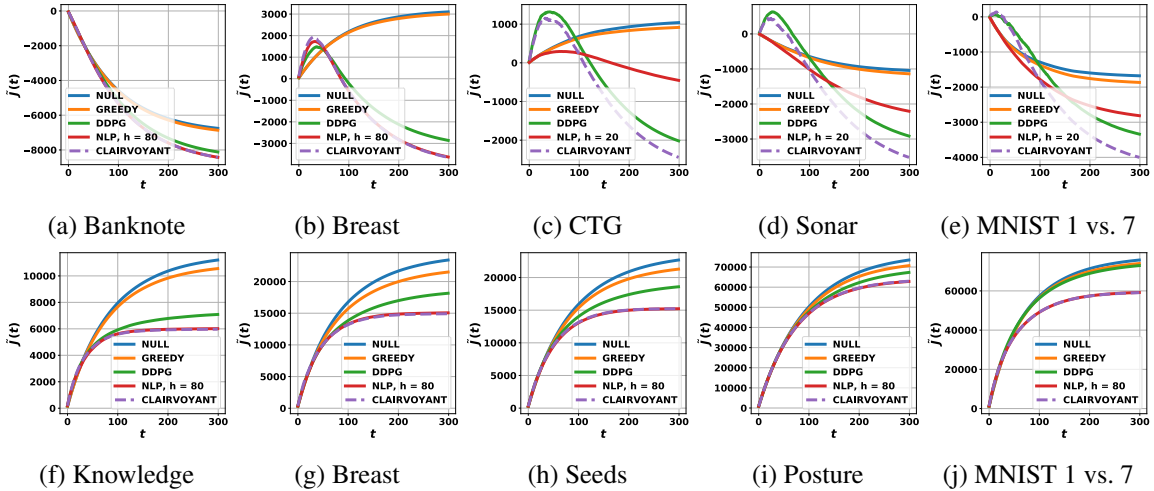 0
−2000
−4000
−6000
−8000
J̃(t)
NULL
GREEDY
DDPG
NLP, h = 80
CLAIRVOYANT
0 100 200 300
t
(a) Banknote
3000
2000
1000
0
−1000
−2000
−3000
J̃(t)
NULL
GREEDY
DDPG
NLP, h = 80
CLAIRVOYANT
0 100 200 300
t
(b) Breast
1000
0
−1000
−2000
J̃(t)
NULL
GREEDY
DDPG
NLP, h = 20
CLAIRVOYANT
0 100 200 300
t
(c) CTG
0
−1000
−2000
−3000
J̃(t)
NULL
GREEDY
DDPG
NLP, h = 20
CLAIRVOYANT
0 100 200 300
t
(d) Sonar
0
−1000
−2000
−3000
−4000
J̃(t)
NULL
GREEDY
DDPG
NLP, h = 20
CLAIRVOYANT
0 100 200 300
t
(e) MNIST 1 vs. 7
10000
8000
6000
4000
2000
0
J̃(t)
NULL
GREEDY
DDPG
NLP, h = 80
CLAIRVOYANT
0 100 200 300
t
(f) Knowledge
20000
15000
10000
5000
0
J̃(t)
NULL
GREEDY
DDPG
NLP, h = 80
CLAIRVOYANT
0 100 200 300
t
(g) Breast
20000
15000
10000
5000
0
J̃(t)
NULL
GREEDY
DDPG
NLP, h = 80
CLAIRVOYANT
0 100 200 300
t
(h) Seeds
70000
60000
50000
40000
30000
20000
10000
0
J̃(t)
NULL
GREEDY
DDPG
NLP, h = 80
CLAIRVOYANT
0 100 200 300
t
(i) Posture
60000
40000
20000
0
J̃(t)
NULL
GREEDY
DDPG
NLP, h = 80
CLAIRVOYANT
0 100 200 300
t
(j) MNIST 1 vs. 7